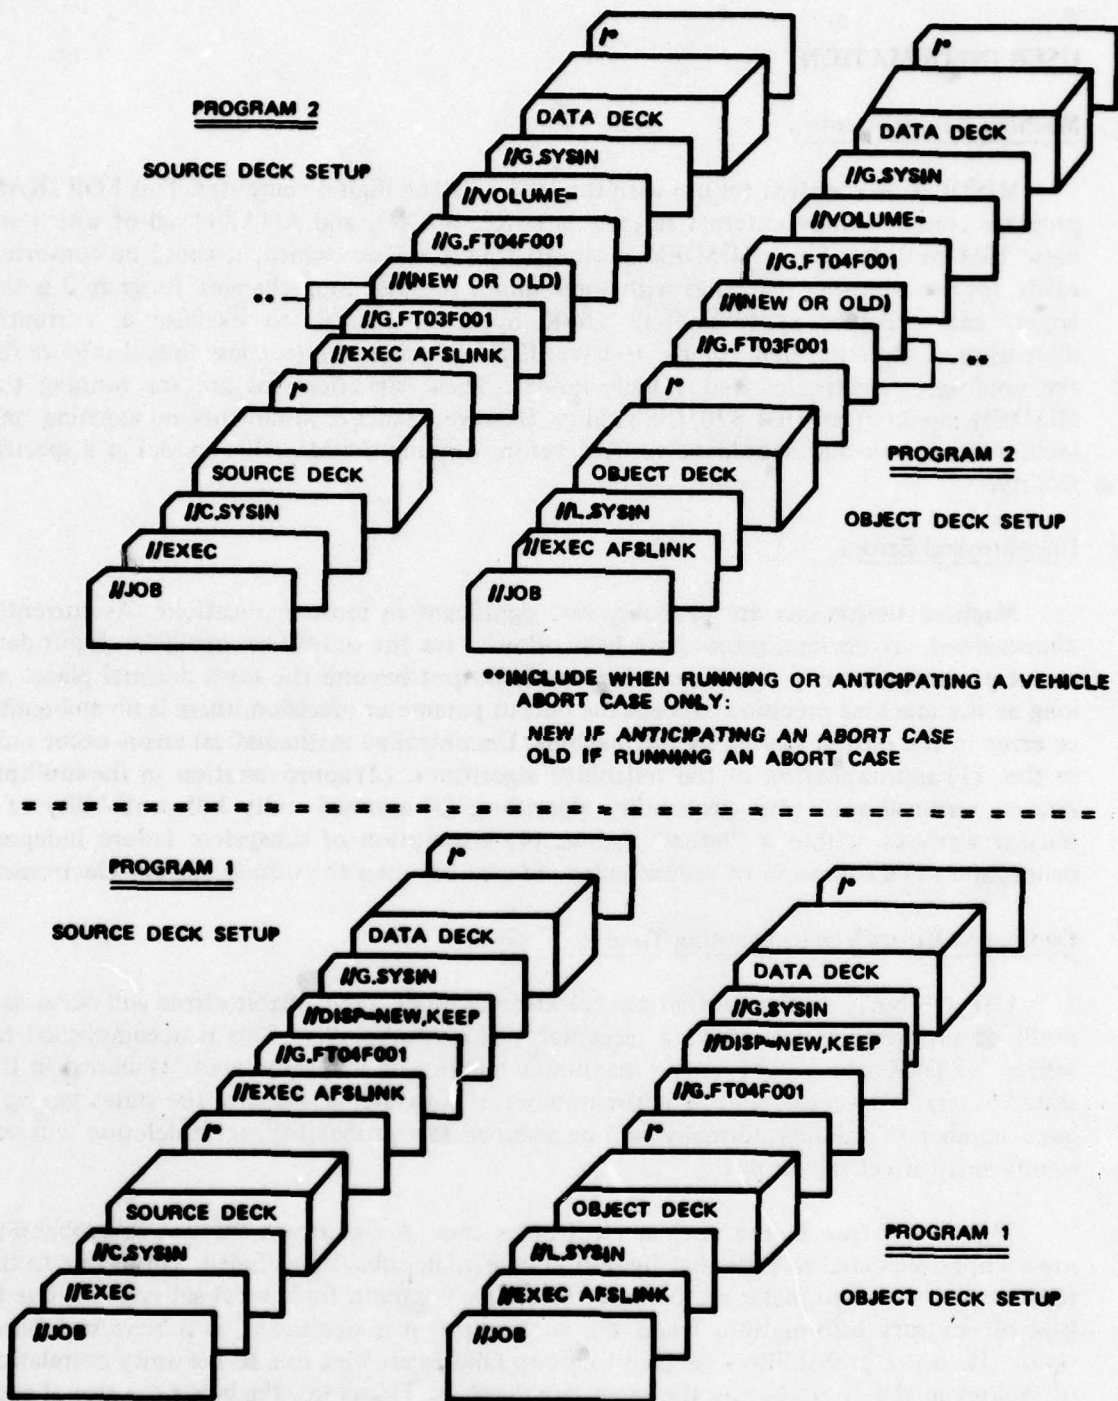 PROGRAM 2
SOURCE DECK SETUP
/*
DATA DECK
//G.SYSIN
//VOLUME=
//G.FT04F001
//(NEW OR OLD)
**
//G.FT03F001
//EXEC AFSLINK
/*
SOURCE DECK
//C.SYSIN
//EXEC
//JOB
/*
DATA DECK
//G.SYSIN
//VOLUME=
//G.FT04F001
//(NEW OR OLD)
//G.FT03F001
**
/*
OBJECT DECK
//L.SYSIN
//EXEC AFSLINK
//JOB
PROGRAM 2
OBJECT DECK SETUP
**INCLUDE WHEN RUNNING OR ANTICIPATING A VEHICLE
ABORT CASE ONLY:
NEW IF ANTICIPATING AN ABORT CASE
OLD IF RUNNING AN ABORT CASE
PROGRAM 1
SOURCE DECK SETUP
/*
DATA DECK
//G.SYSIN
//DISP=NEW,KEEP
//G.FT04F001
//EXEC AFSLINK
/*
SOURCE DECK
//C.SYSIN
//EXEC
//JOB
/*
DATA DECK
//G.SYSIN
//DISP=NEW,KEEP
//G.FT04F001
/*
OBJECT DECK
//L.SYSIN
//EXEC AFSLINK
//JOB
PROGRAM 1
OBJECT DECK SETUP